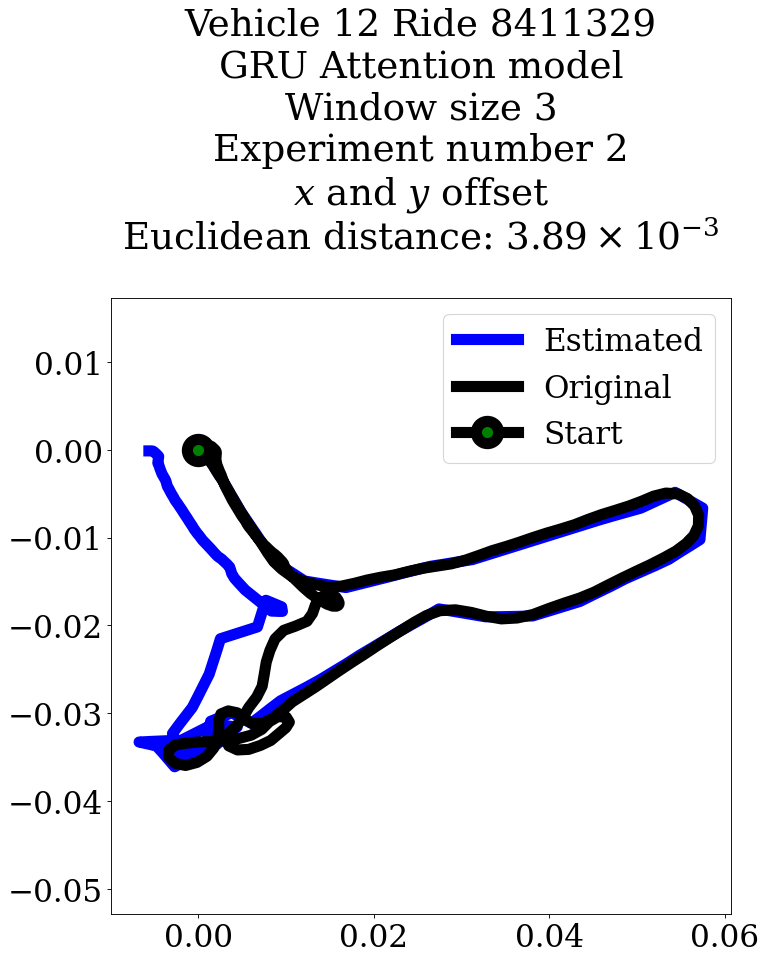 Vehicle 12 Ride 8411329
GRU Attention model
Window size 3
Experiment number 2
x and y offset
Euclidean distance: 3.89 × 10⁻³
Estimated
Original
Start
0.01
0.00
−0.01
−0.02
−0.03
−0.04
−0.05
0.00 0.02 0.04 0.06